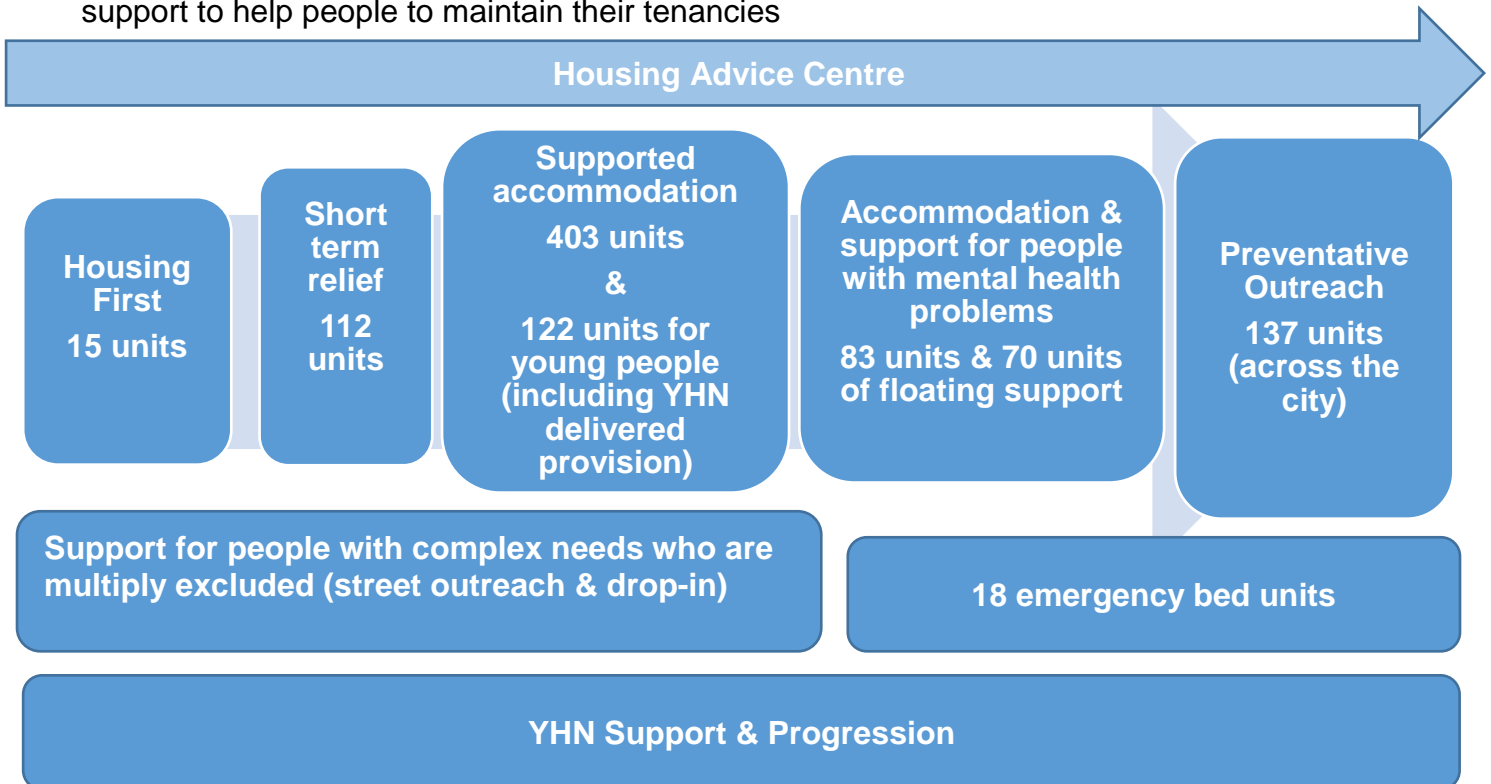 support to help people to maintain their tenancies
Housing Advice Centre
Housing
First
15 units
Short
term
relief
112
units
Supported
accommodation
403 units
&
122 units for
young people
(including YHN
delivered
provision)
Accommodation &
support for people
with mental health
problems
83 units & 70 units
of floating support
Preventative
Outreach
137 units
(across the
city)
Support for people with complex needs who are
multiply excluded (street outreach & drop-in)
18 emergency bed units
YHN Support & Progression